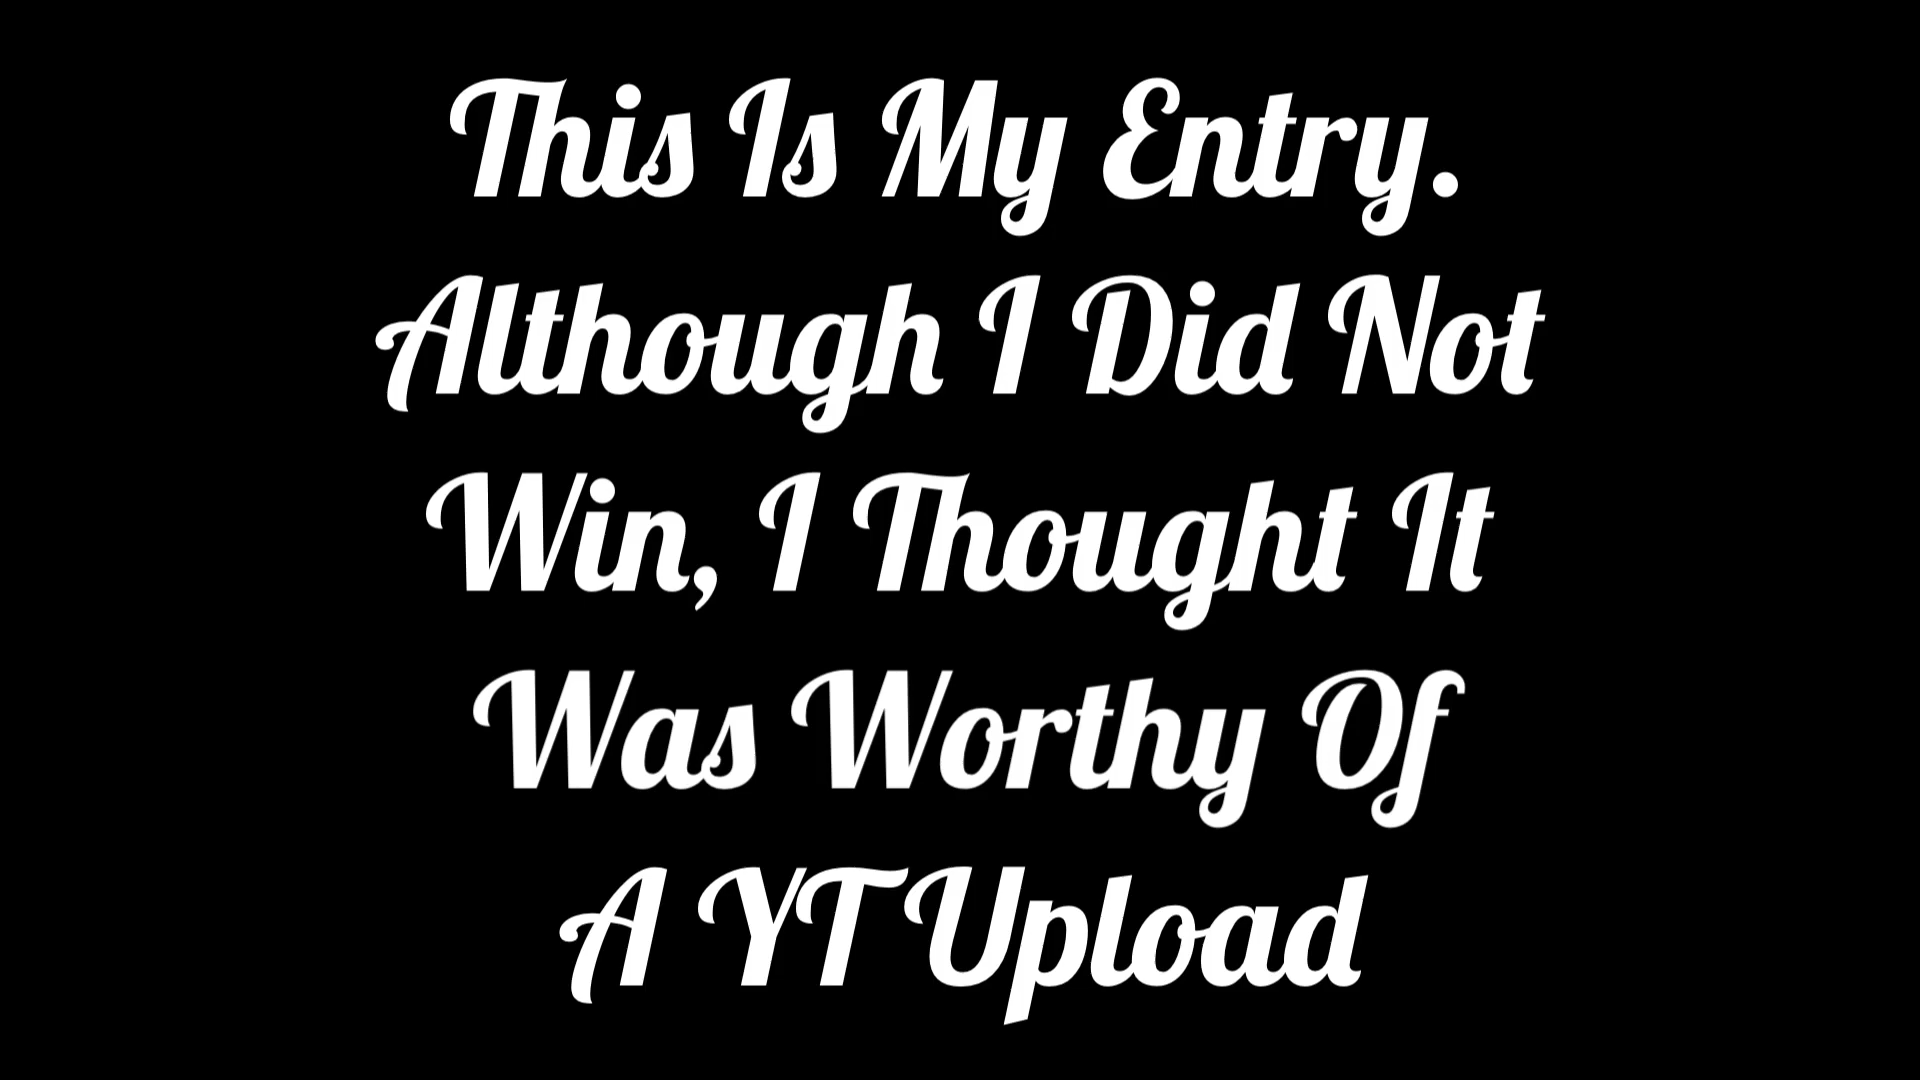 This Is My Entry.
Although I Did Not
Win, I Thought It
Was Worthy Of
A YT Upload